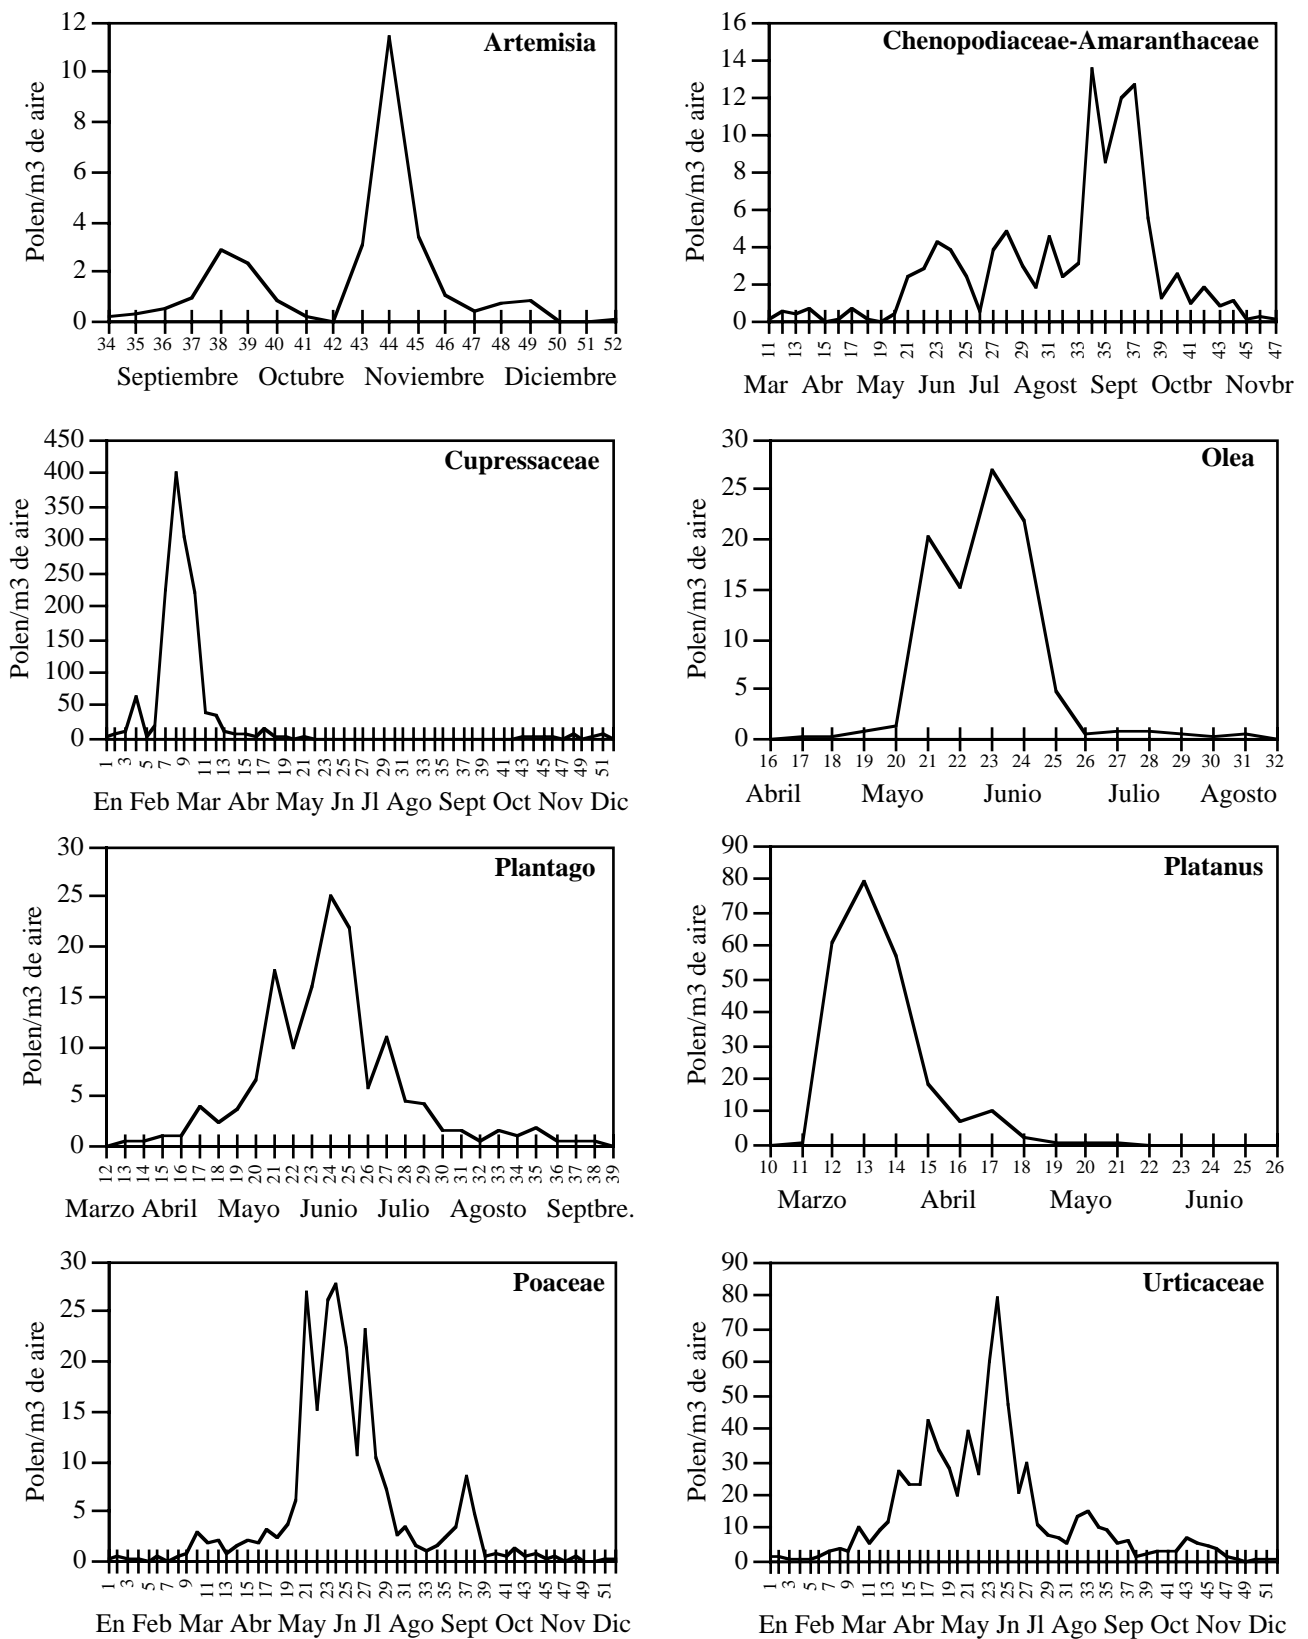 Artemisia
Polen/m3 de aire
12
10
8
6
4
2
0
34 35 36 37 38 39 40 41 42 43 44 45 46 47 48 49 50 51 52
Septiembre Octubre Noviembre Diciembre
Chenopodiaceae-Amaranthaceae
Polen/m3 de aire
16
14
12
10
8
6
4
2
0
11 13 15 17 19 21 23 25 27 29 31 33 35 37 39 41 43 45 47
Mar Abr May Jun Jul Agost Sept Octbr Novbr
Cupressaceae
Polen/m3 de aire
450
400
350
300
250
200
150
100
50
0
1 3 5 7 9 11 13 15 17 19 21 23 25 27 29 31 33 35 37 39 41 43 45 47 49 51
En Feb Mar Abr May Jn Jl Ago Sept Oct Nov Dic
Olea
Polen/m3 de aire
30
25
20
15
10
5
0
16 17 18 19 20 21 22 23 24 25 26 27 28 29 30 31 32
Abril Mayo Junio Julio Agosto
Plantago
Polen/m3 de aire
30
25
20
15
10
5
0
12 13 14 15 16 17 18 19 20 21 22 23 24 25 26 27 28 29 30 31 32 33 34 35 36 37 38 39
Marzo Abril Mayo Junio Julio Agosto Septbre.
Platanus
Polen/m3 de aire
90
80
70
60
50
40
30
20
10
0
10 11 12 13 14 15 16 17 18 19 20 21 22 23 24 25 26
Marzo Abril Mayo Junio
Poaceae
Polen/m3 de aire
30
25
20
15
10
5
0
1 3 5 7 9 11 13 15 17 19 21 23 25 27 29 31 33 35 37 39 41 43 45 47 49 51
En Feb Mar Abr May Jn Jl Ago Sept Oct Nov Dic
Urticaceae
Polen/m3 de aire
90
80
70
60
50
40
30
20
10
0
1 3 5 7 9 11 13 15 17 19 21 23 25 27 29 31 33 35 37 39 41 43 45 47 49 51
En Feb Mar Abr May Jn Jl Ago Sep Oct Nov Dic